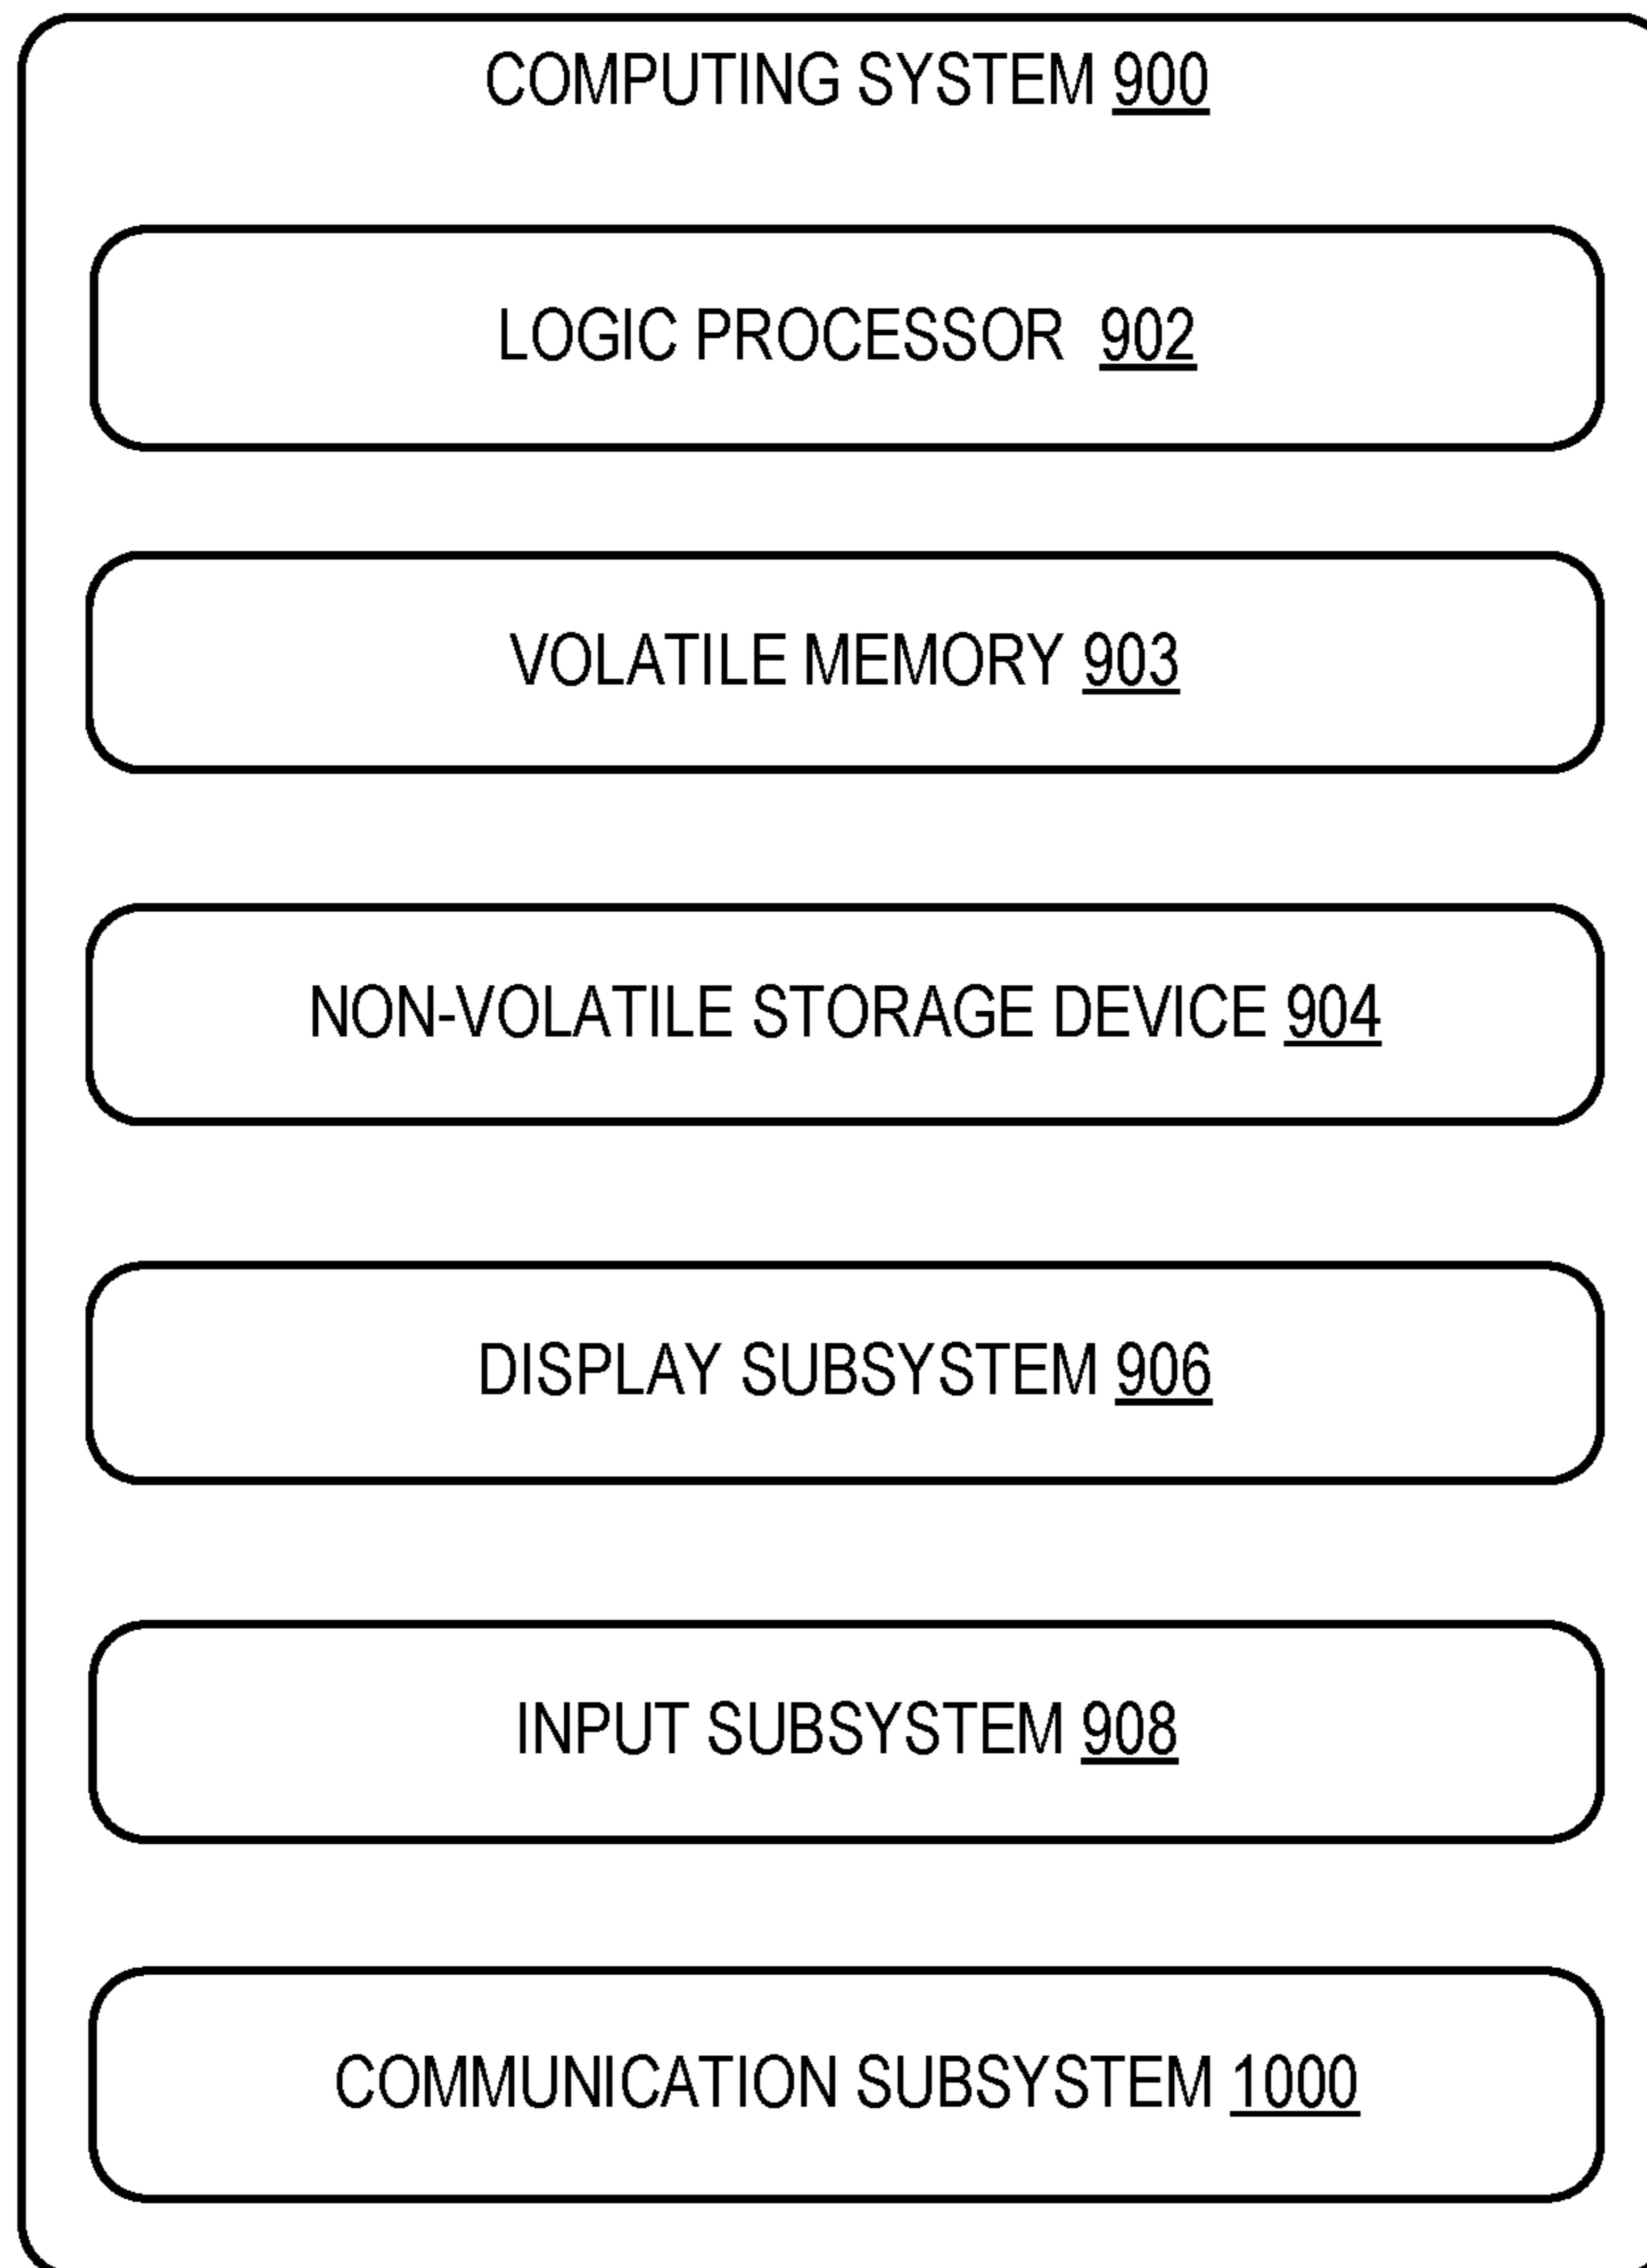 COMPUTING SYSTEM 900
LOGIC PROCESSOR 902
VOLATILE MEMORY 903
NON-VOLATILE STORAGE DEVICE 904
DISPLAY SUBSYSTEM 906
INPUT SUBSYSTEM 908
COMMUNICATION SUBSYSTEM 1000